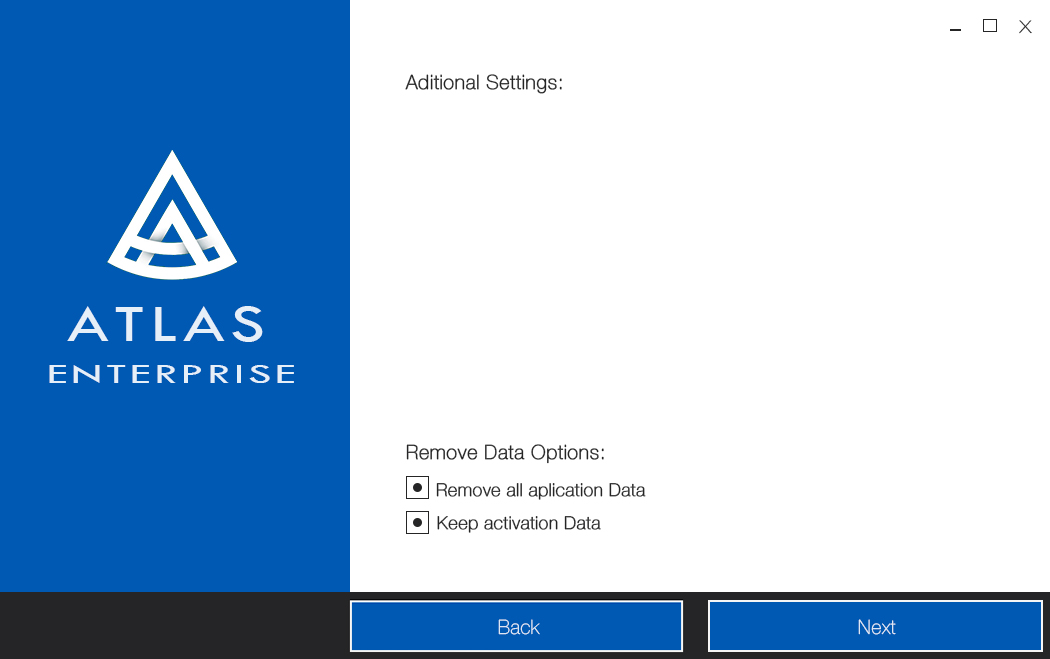 Aditional Settings:
ATLAS
ENTERPRISE
Remove Data Options:
Remove all aplication Data
Keep activation Data
Back
Next